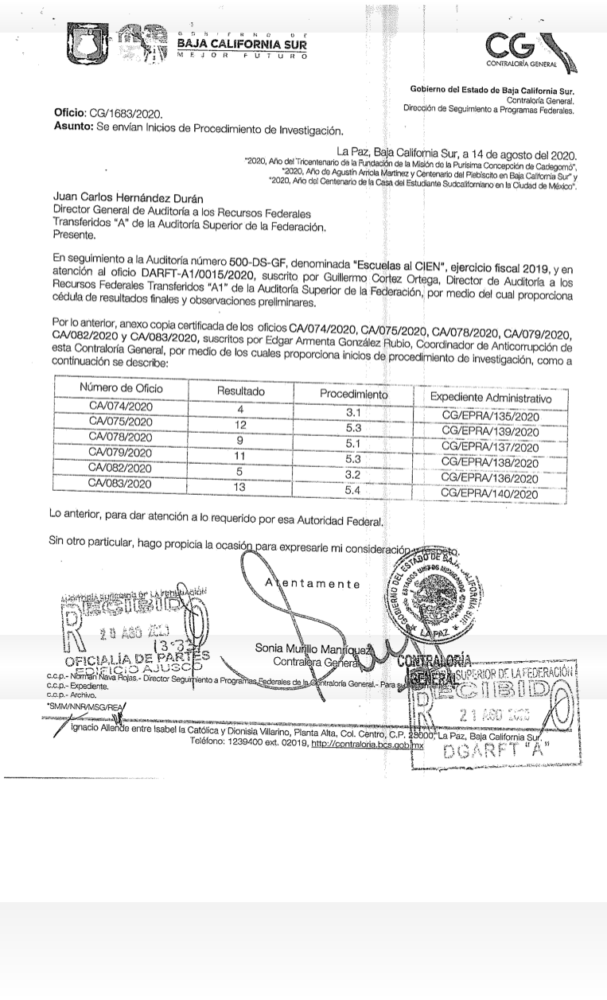 GOBIERNO DE
BAJA CALIFORNIA SUR
MEJOR FUTURO
CG
CONTRALORÍA GENERAL
Gobierno del Estado de Baja California Sur.
Contraloría General.
Dirección de Seguimiento a Programas Federales.
Oficio: CG/1683/2020.
Asunto: Se envían Inicios de Procedimiento de Investigación.
La Paz, Baja California Sur, a 14 de agosto del 2020.
"2020, Año del Tricentenario de la Fundación de la Misión de la Purísima Concepción de Cadegomó",
"2020, Año de Agustín Arriola Martínez y Centenario del Plebiscito en Baja California Sur" y
"2020, Año del Centenario de la Casa del Estudiante Sudcaliforniano en la Ciudad de México".
Juan Carlos Hernández Durán
Director General de Auditoría a los Recursos Federales
Transferidos "A" de la Auditoría Superior de la Federación.
Presente.
En seguimiento a la Auditoría número 500-DS-GF, denominada "Escuelas al CIEN", ejercicio fiscal 2019, y en
atención al oficio DARFT-A1/0015/2020, suscrito por Guillermo Cortez Ortega, Director de Auditoría a los
Recursos Federales Transferidos "A1" de la Auditoría Superior de la Federación, por medio del cual proporciona
cédula de resultados finales y observaciones preliminares.
Por lo anterior, anexo copia certificada de los oficios CA/074/2020, CA/075/2020, CA/078/2020, CA/079/2020,
CA/082/2020 y CA/083/2020, suscritos por Edgar Armenta González Rubio, Coordinador de Anticorrupción de
esta Contraloría General, por medio de los cuales proporciona inicios de procedimiento de investigación, como a
continuación se describe:
Número de Oficio Resultado Procedimiento Expediente Administrativo
CA/074/2020 4 3.1 CG/EPRA/135/2020
CA/075/2020 12 5.3 CG/EPRA/139/2020
CA/078/2020 9 5.1 CG/EPRA/137/2020
CA/079/2020 11 5.3 CG/EPRA/138/2020
CA/082/2020 5 3.2 CG/EPRA/136/2020
CA/083/2020 13 5.4 CG/EPRA/140/2020
Lo anterior, para dar atención a lo requerido por esa Autoridad Federal.
Sin otro particular, hago propicia la ocasión para expresarle mi consideración y respeto.
Atentamente
GOBIERNO DEL ESTADO DE BAJA CALIFORNIA SUR
ESTADOS UNIDOS MEXICANOS
LA PAZ
AUDITORÍA SUPERIOR DE LA FEDERACIÓN
RECIBIDO
20 AGO
13:32
OFICIALÍA DE PARTES
EDIFICIO AJUSCO
Sonia Murillo Manríquez
Contralora General
CONTRALORÍA
GENERAL
SUPERIOR DE LA FEDERACIÓN
RECIBIDO
21 AGO
DGARFT "A"
c.c.p.- Norman Nava Rojas.- Director Seguimiento a Programas Federales de la Contraloría General.- Para su
c.c.p.- Expediente.
c.c.p.- Archivo.
*SMM/NNR/MSG/REA/
Ignacio Allende entre Isabel la Católica y Dionisia Villarino, Planta Alta, Col. Centro, C.P. 23000, La Paz, Baja California Sur.
Teléfono: 1239400 ext. 02019, http://contraloria.bcs.gob.mx